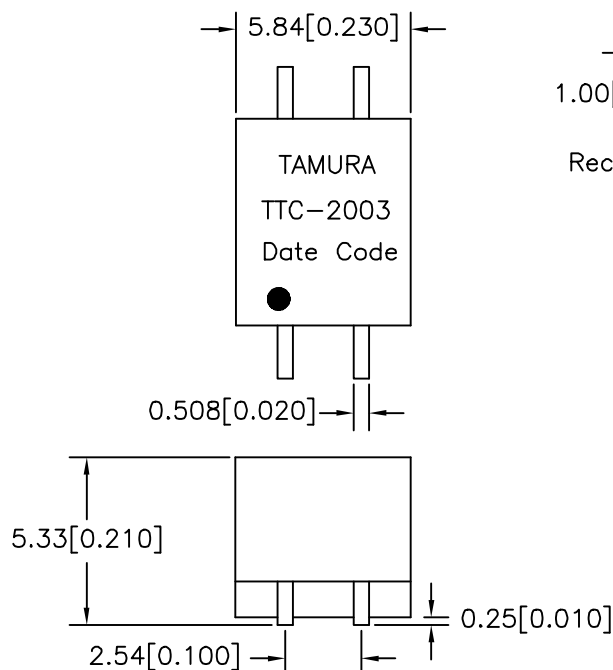 5.84[0.230]
1.00[
Rec
TAMURA
TTC-2003
Date Code
0.508[0.020]
5.33[0.210]
0.25[0.010]
2.54[0.100]